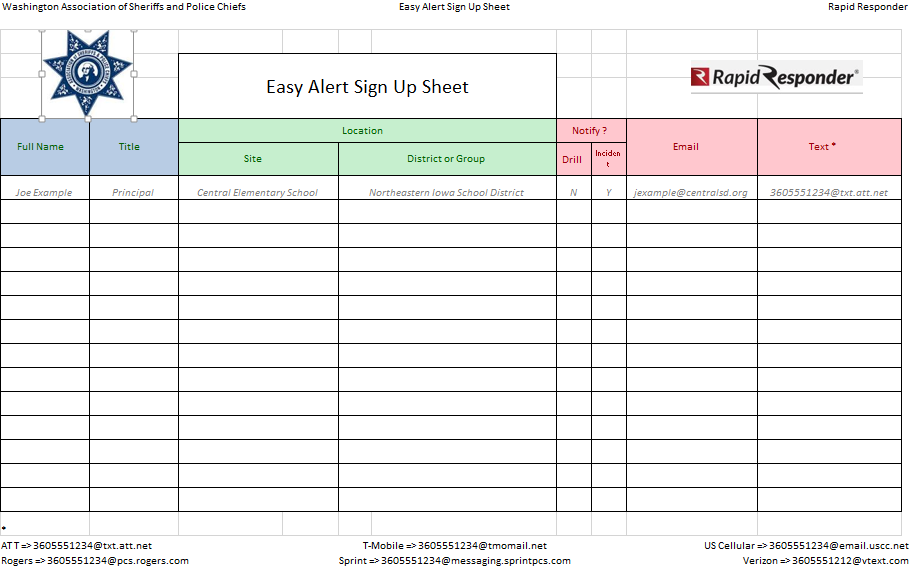 Washington Association of Sheriffs and Police Chiefs Easy Alert Sign Up Sheet Rapid Responder
Easy Alert Sign Up Sheet
RapidResponder®
Full Name Title Location Notify ? Email Text *
Site District or Group Drill Inciden
t
Joe Example Principal Central Elementary School Northeastern Iowa School District N Y jexample@centralsd.org 3605551234@txt.att.net
*
ATT => 3605551234@txt.att.net T-Mobile => 3605551234@tmomail.net US Cellular => 3605551234@email.uscc.net
Rogers => 3605551234@pcs.rogers.com Sprint => 3605551234@messaging.sprintpcs.com Verizon => 3605551212@vtext.com